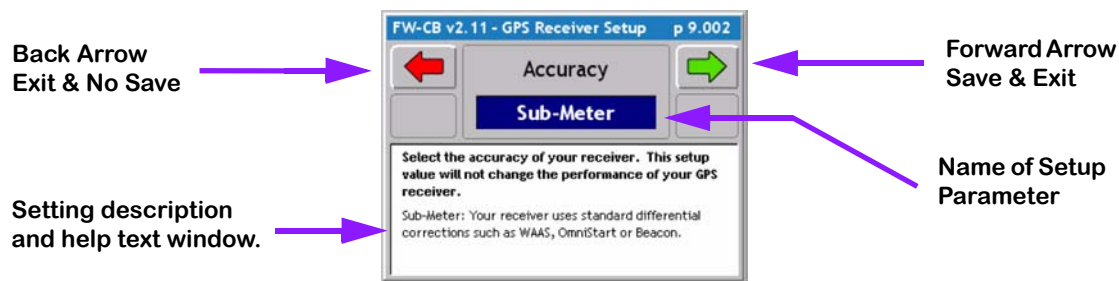 FW-CB v2.11 - GPS Receiver Setup p 9.002
Back Arrow
Exit & No Save
Accuracy
Forward Arrow
Save & Exit
Sub-Meter
Select the accuracy of your receiver. This setup
value will not change the performance of your GPS
receiver.
Sub-Meter: Your receiver uses standard differential
corrections such as WAAS, OmniStart or Beacon.
Name of Setup
Parameter
Setting description
and help text window.